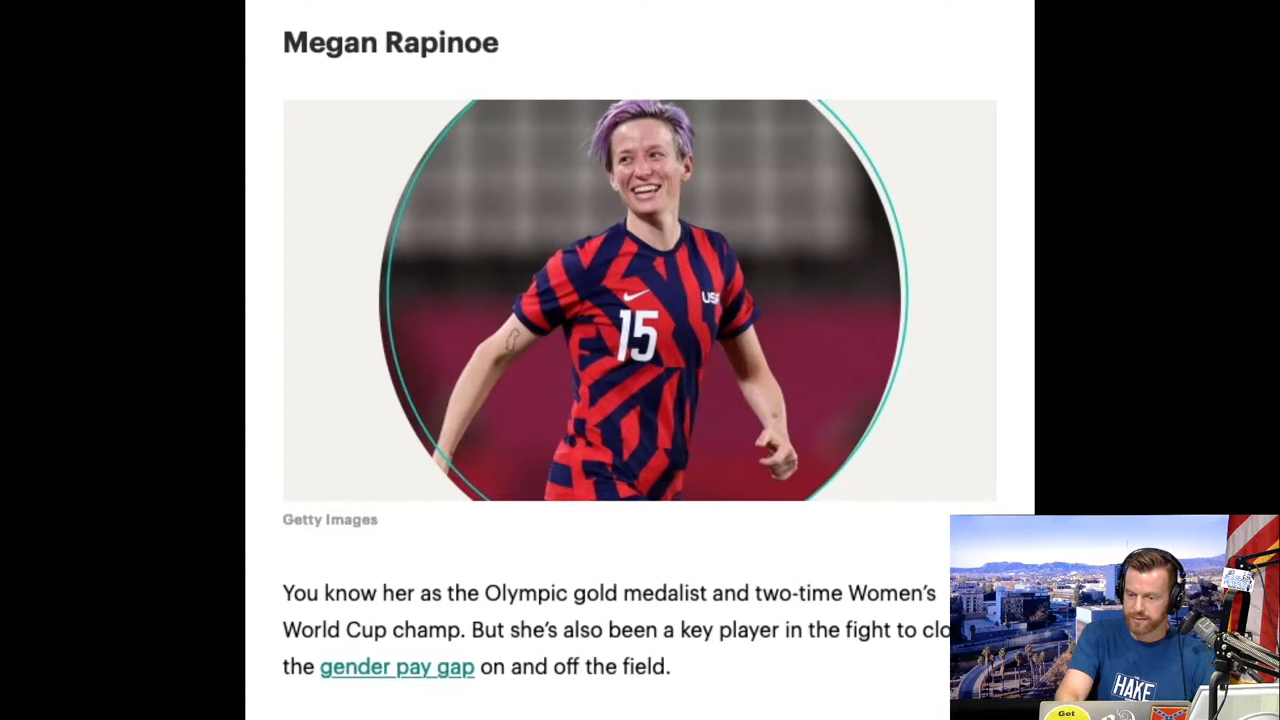 Megan Rapinoe
USA
15
Getty Images
You know her as the Olympic gold medalist and two-time Women's
World Cup champ. But she's also been a key player in the fight to clo
the gender pay gap on and off the field.
HAKE
Get